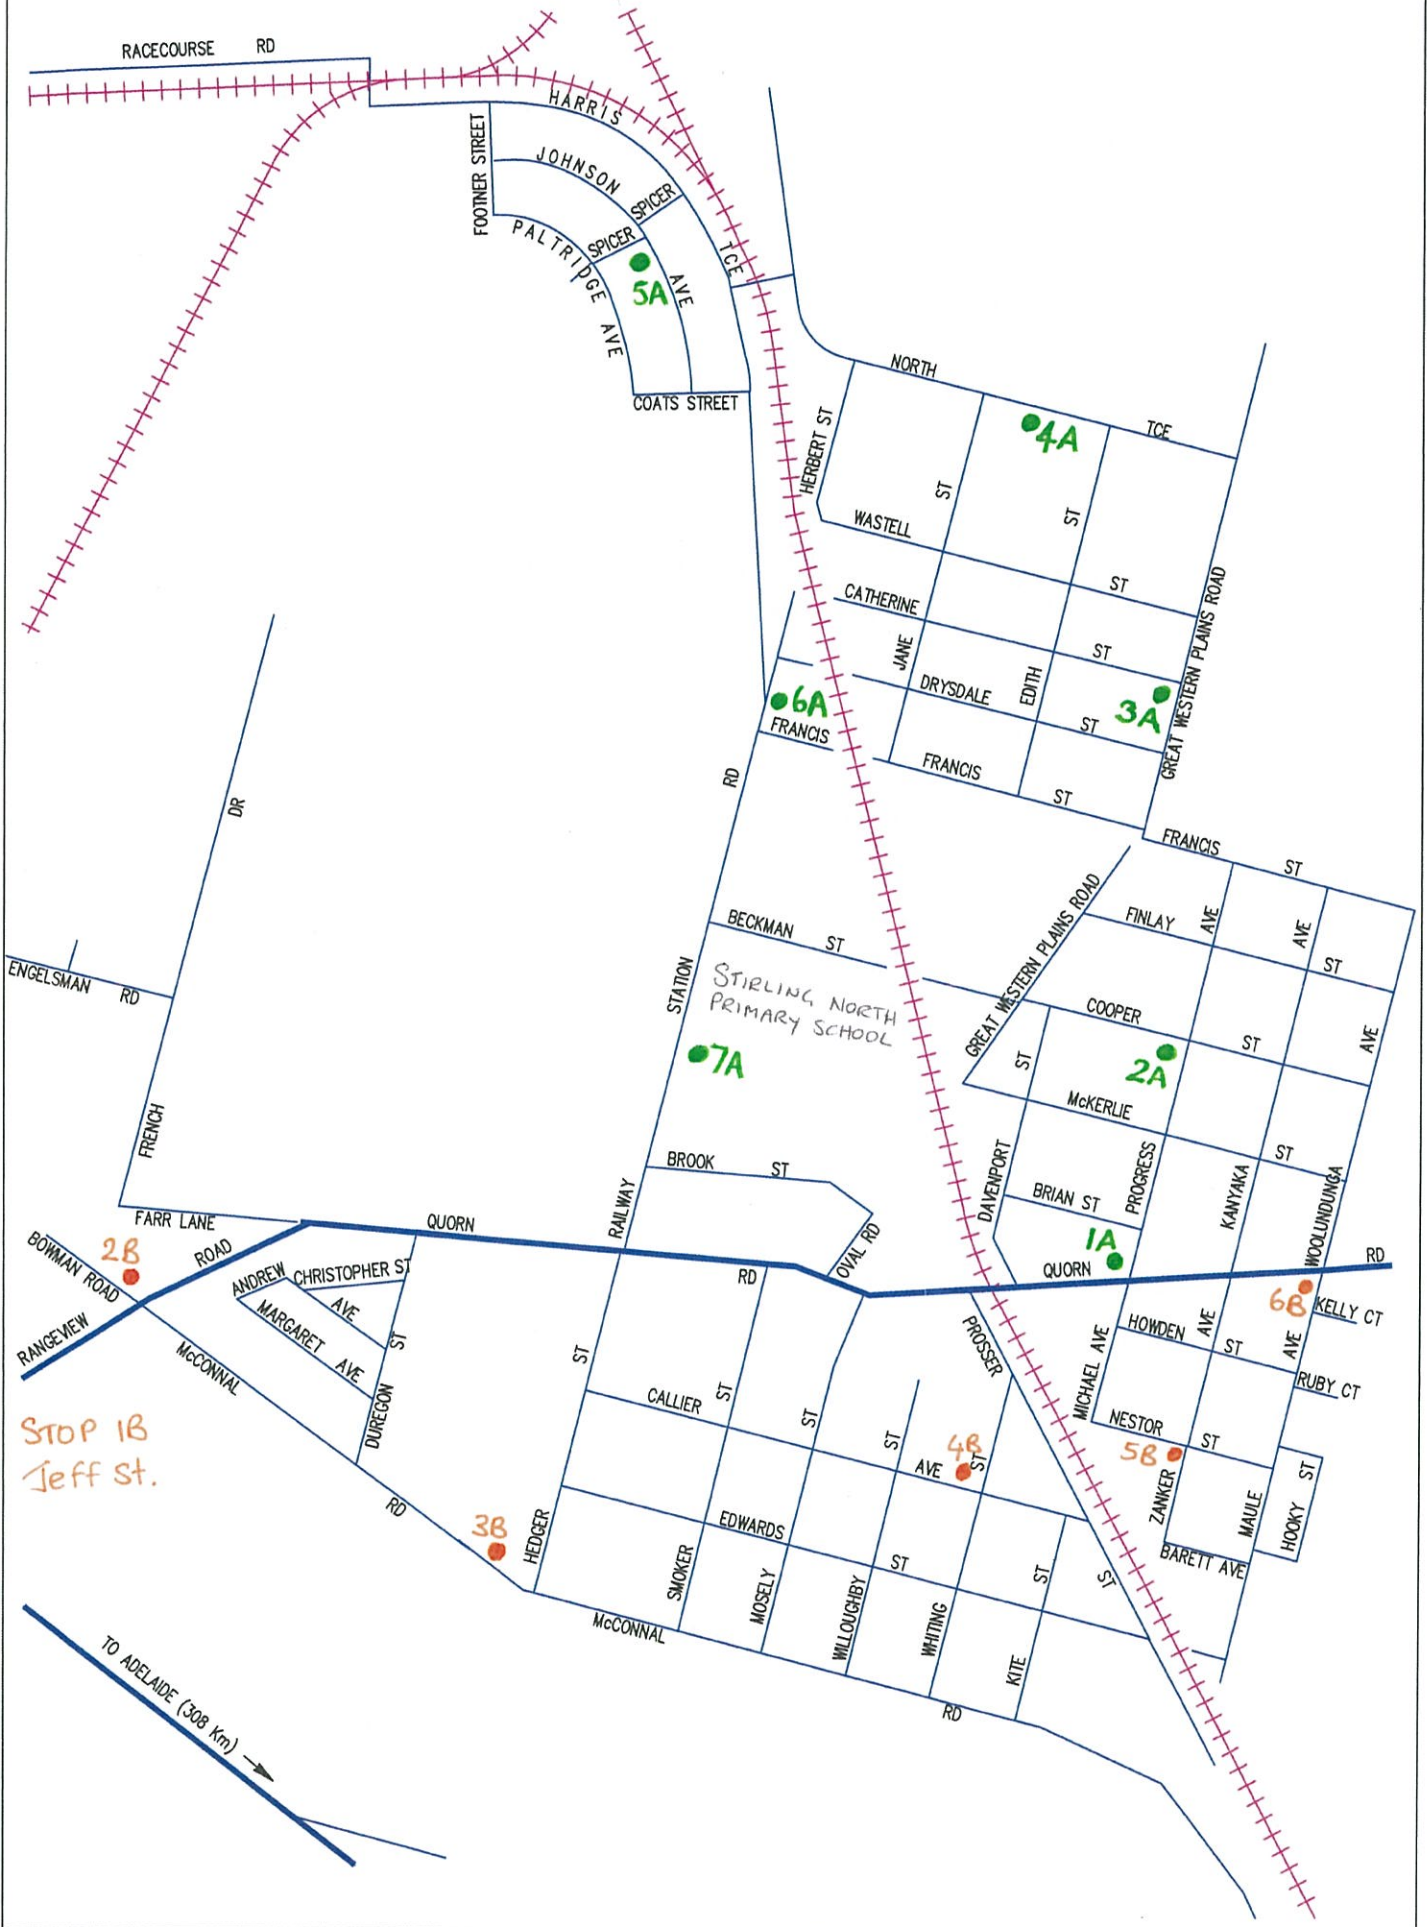 RACECOURSE RD
HARRIS TCE
FOOTNER STREET
JOHNSON AVE
SPICER
SPICER
PALTRIDGE AVE
5A
COATS STREET
NORTH TCE
4A
HERBERT ST
ST
ST
WASTELL ST
CATHERINE ST
JANE
EDITH
DRYSDALE ST
3A
GREAT WESTERN PLAINS ROAD
6A
FRANCIS
FRANCIS ST
FRANCIS ST
RD
DR
GREAT WESTERN PLAINS ROAD
FINLAY ST
AVE
AVE
BECKMAN ST
ENGELSMAN RD
STATION
STIRLING NORTH
PRIMARY SCHOOL
COOPER ST
AVE
ST
7A
2A
McKERLIE ST
FRENCH
BROOK ST
DAVENPORT
BRIAN ST
PROGRESS
KANYAKA
WOOLUNDUNGA
RAILWAY
FARR LANE
QUORN RD
OVAL RD
1A
QUORN RD
BOWMAN ROAD
2B
RANGEVIEW ROAD
ANDREW AVE
CHRISTOPHER ST
MARGARET AVE
6B
KELLY CT
PROSSER ST
HOWDEN ST
AVE
AVE
MICHAEL AVE
RUBY CT
McCONNAL RD
DUREGON ST
ST
CALLIER AVE
ST
ST
ST
4B
ST
NESTOR ST
5B
STOP 1B
Jeff St.
3B
HEDGER
EDWARDS ST
ZANKER
MAULE
HOOKY ST
BARETT AVE
SMOKER
MOSELY
WILLOUGHBY
WHITING
KITE ST
McCONNAL RD
TO ADELAIDE (308 Km)